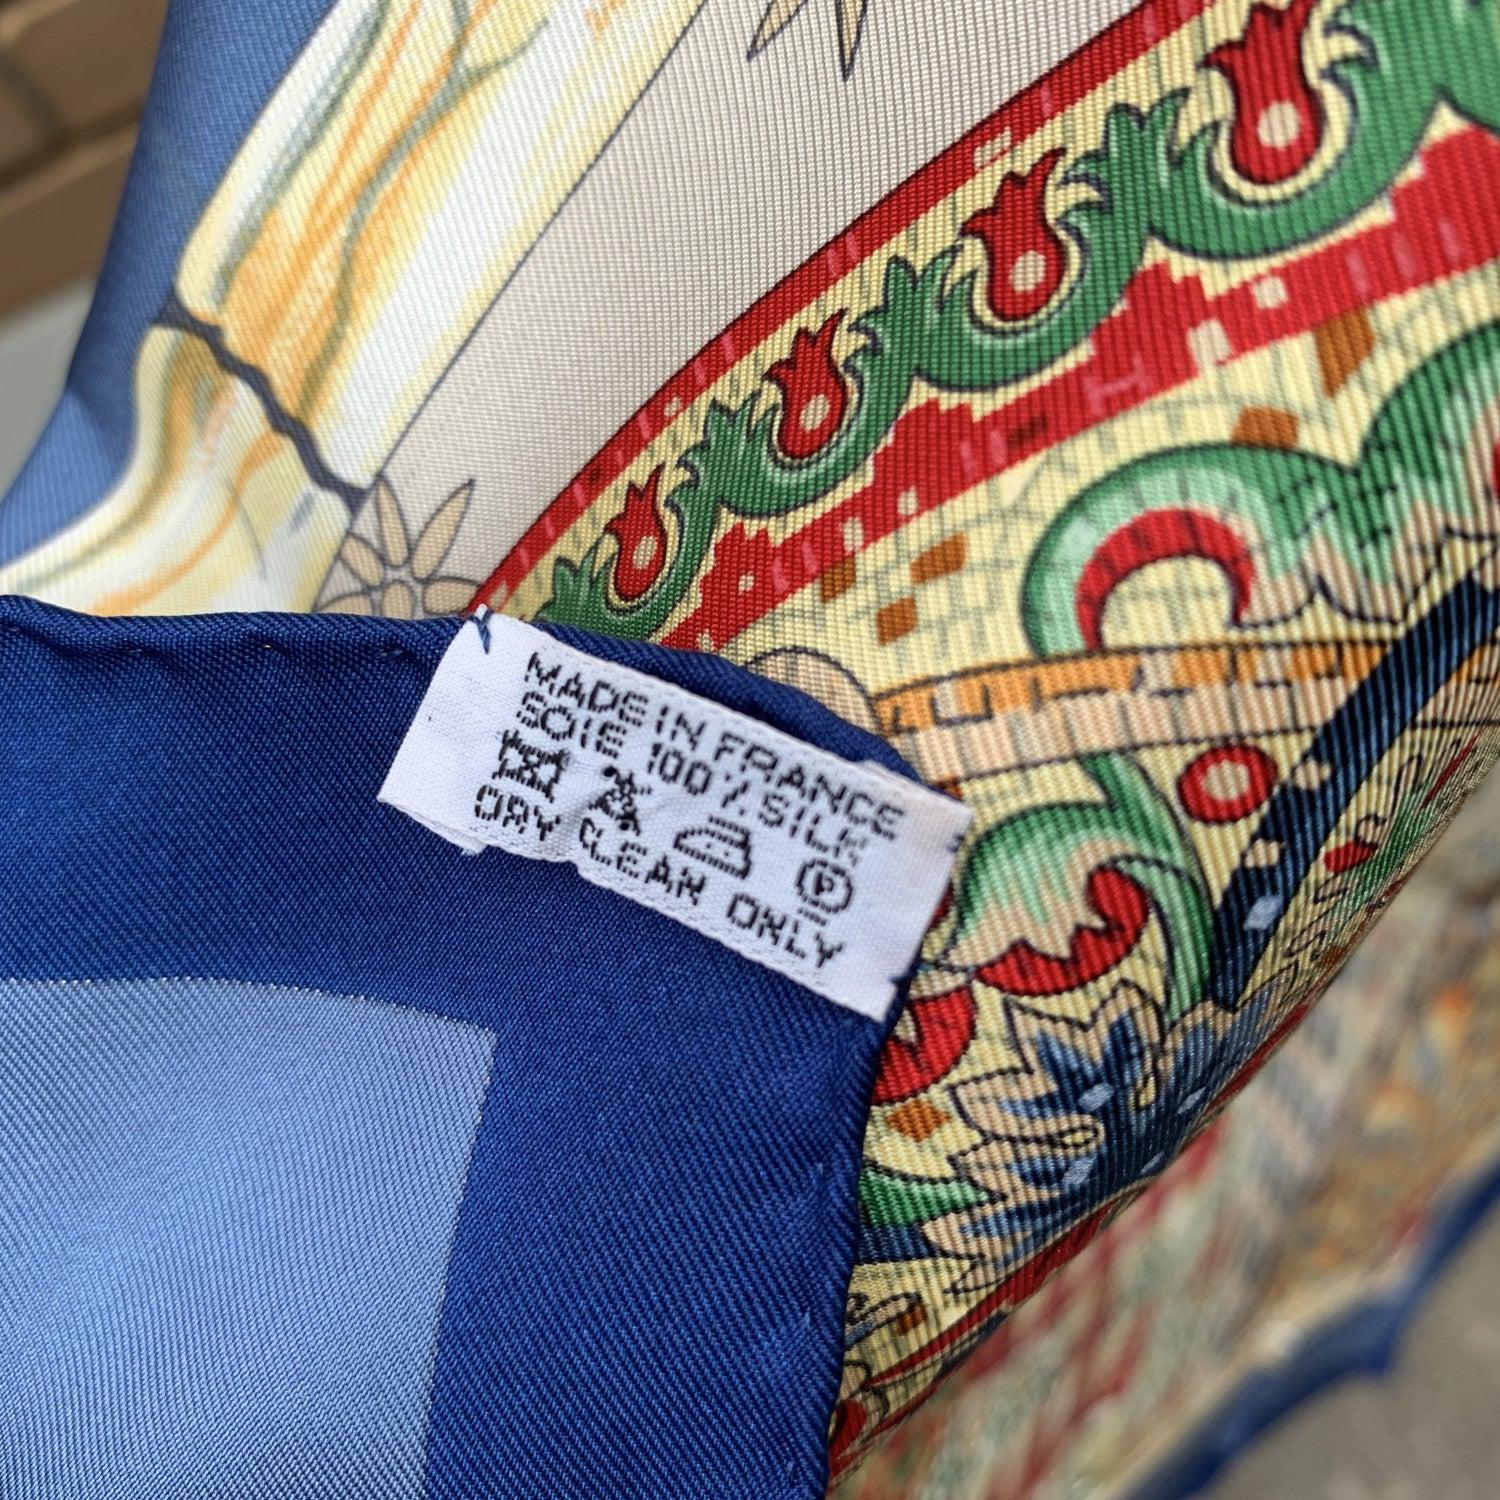 MADE IN FRANCE
SOIE 100% SILK
P
DRY CLEAN ONLY